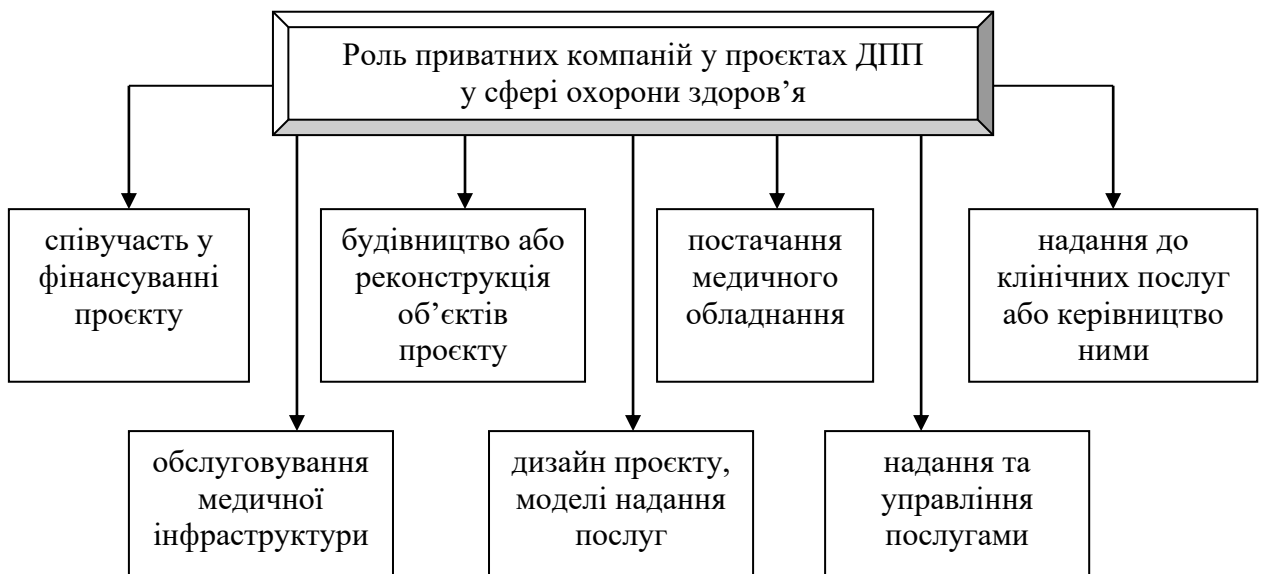 Роль приватних компаній у проєктах ДПП
у сфері охорони здоров’я
співучасть у
фінансуванні
проєкту
будівництво або
реконструкція
об’єктів
проєкту
постачання
медичного
обладнання
надання до
клінічних послуг
або керівництво
ними
обслуговування
медичної
інфраструктури
дизайн проєкту,
моделі надання
послуг
надання та
управління
послугами